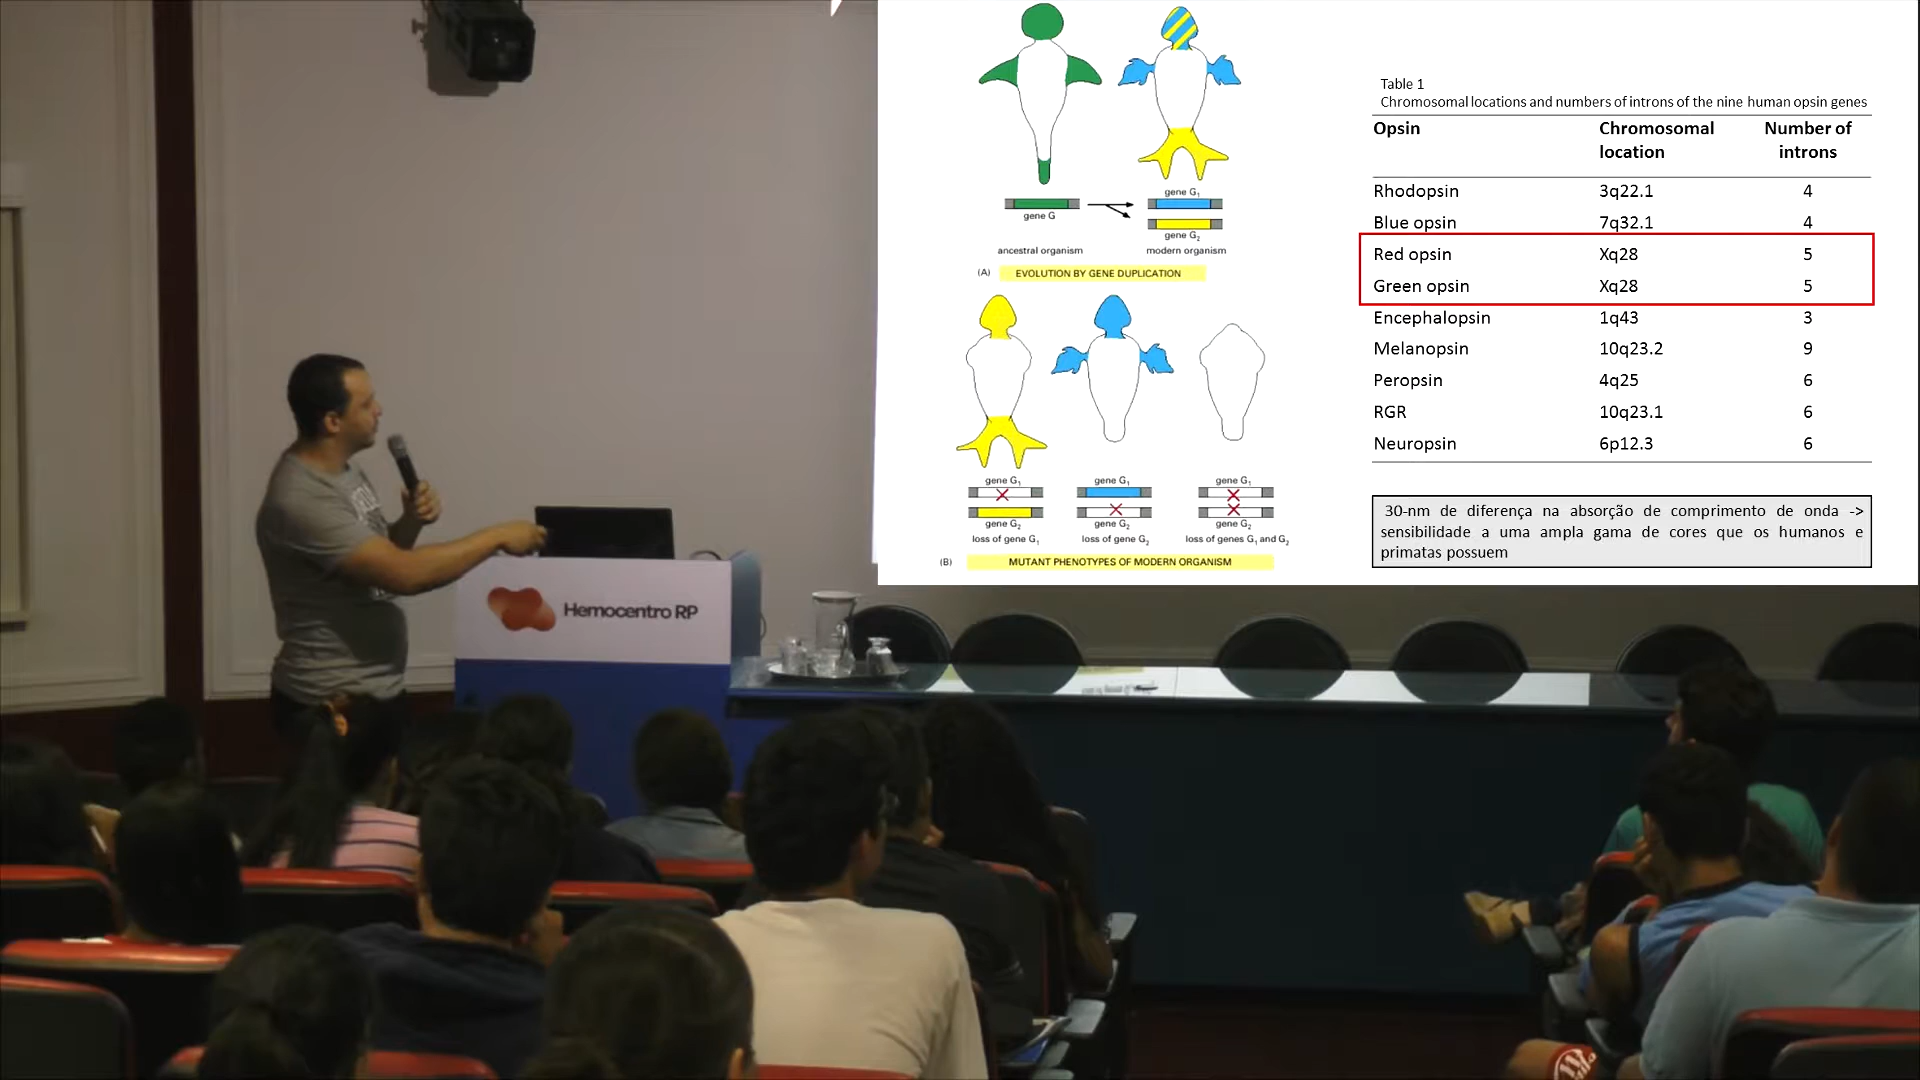 gene G
gene G₁
gene G₂
ancestral organism
modern organism
(A) EVOLUTION BY GENE DUPLICATION
gene G₁
gene G₂
loss of gene G₁
gene G₁
gene G₂
loss of gene G₂
gene G₁
gene G₂
loss of genes G₁ and G₂
(B) MUTANT PHENOTYPES OF MODERN ORGANISM
Table 1
Chromosomal locations and numbers of introns of the nine human opsin genes
Opsin Chromosomal location Number of introns
Rhodopsin 3q22.1 4
Blue opsin 7q32.1 4
Red opsin Xq28 5
Green opsin Xq28 5
Encephalopsin 1q43 3
Melanopsin 10q23.2 9
Peropsin 4q25 6
RGR 10q23.1 6
Neuropsin 6p12.3 6
30-nm de diferença na absorção de comprimento de onda ->
sensibilidade a uma ampla gama de cores que os humanos e
primatas possuem
Hemocentro RP